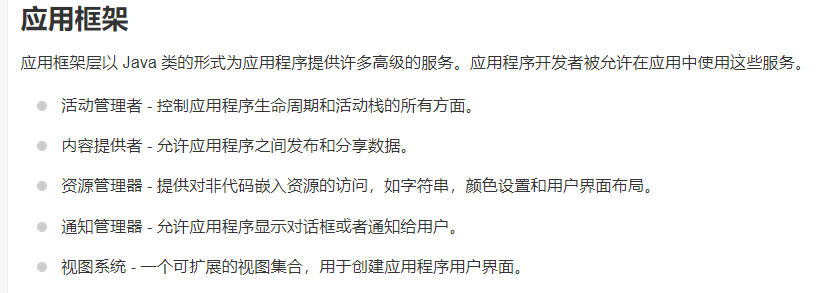 应用框架
应用框架层以 Java 类的形式为应用程序提供许多高级的服务。应用程序开发者被允许在应用中使用这些服务。
活动管理者 - 控制应用程序生命周期和活动栈的所有方面。
内容提供者 - 允许应用程序之间发布和分享数据。
资源管理器 - 提供对非代码嵌入资源的访问，如字符串，颜色设置和用户界面布局。
通知管理器 - 允许应用程序显示对话框或者通知给用户。
视图系统 - 一个可扩展的视图集合，用于创建应用程序用户界面。